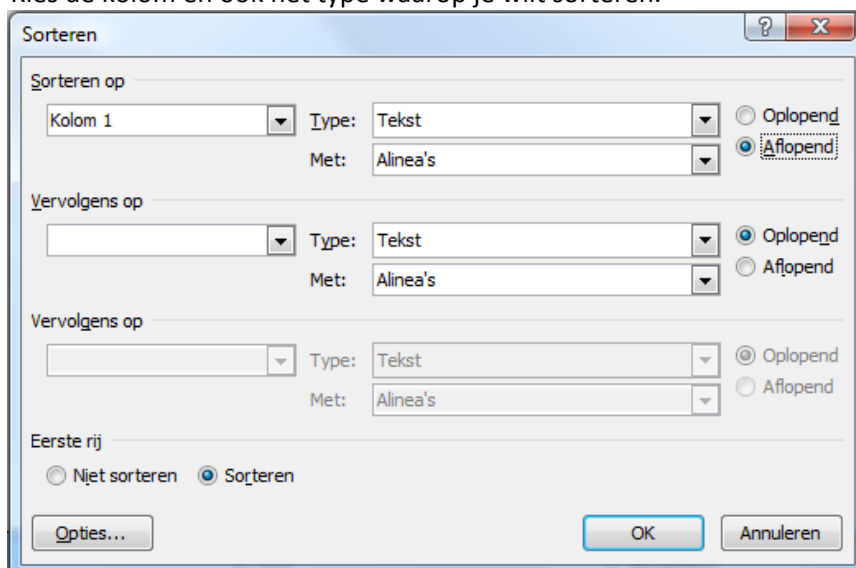 Kies de kolom en ook het type waarop je wilt sorteren.
Sorteren
Sorteren op
Kolom 1 Type: Tekst Oplopend
Met: Alinea's Aflopend
Vervolgens op
Type: Tekst Oplopend
Met: Alinea's Aflopend
Vervolgens op
Type: Tekst Oplopend
Met: Alinea's Aflopend
Eerste rij
Niet sorteren Sorteren
Opties... OK Annuleren